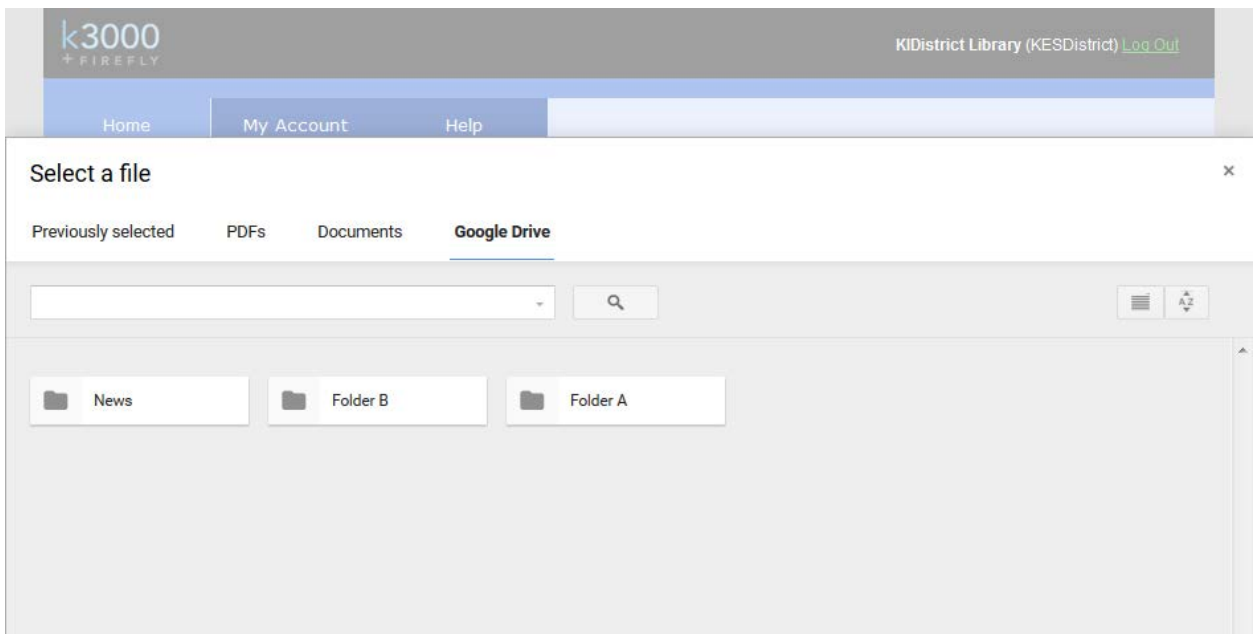 k3000
+ FIREFLY
KIDistrict Library (KESDistrict) Log Out
Home My Account Help
Select a file
×
Previously selected PDFs Documents Google Drive
A Z
News Folder B Folder A